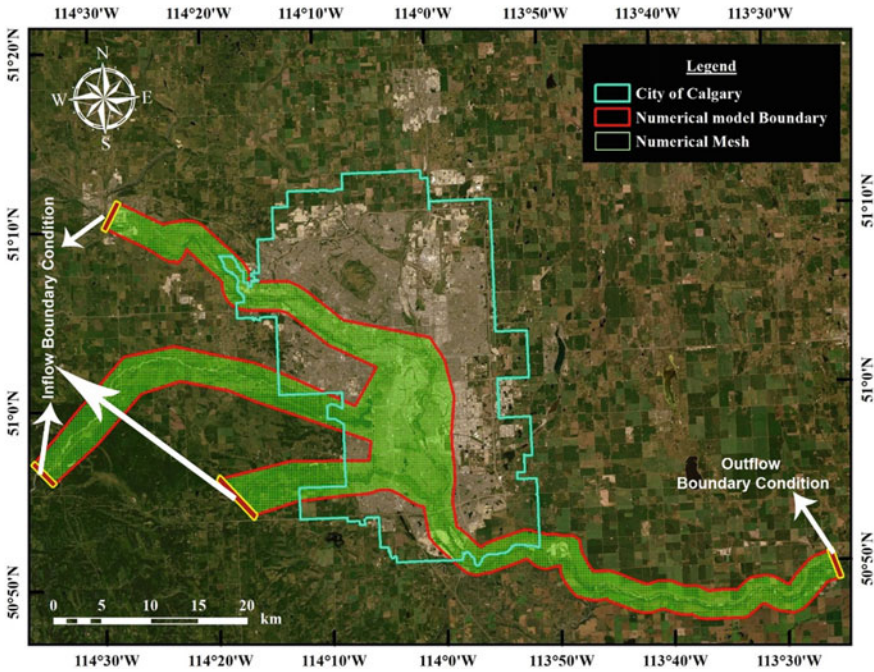 114°30'W 114°20'W 114°10'W 114°0'W 113°50'W 113°40'W 113°30'W
51°20'N
N
W E
S
Legend
City of Calgary
Numerical model Boundary
Numerical Mesh
51°10'N
51°10'N
Inflow Boundary Condition
51°0'N
51°0'N
Outflow
Boundary Condition
50°50'N
50°50'N
0 5 10 15 20
km
114°30'W 114°20'W 114°10'W 114°0'W 113°50'W 113°40'W 113°30'W